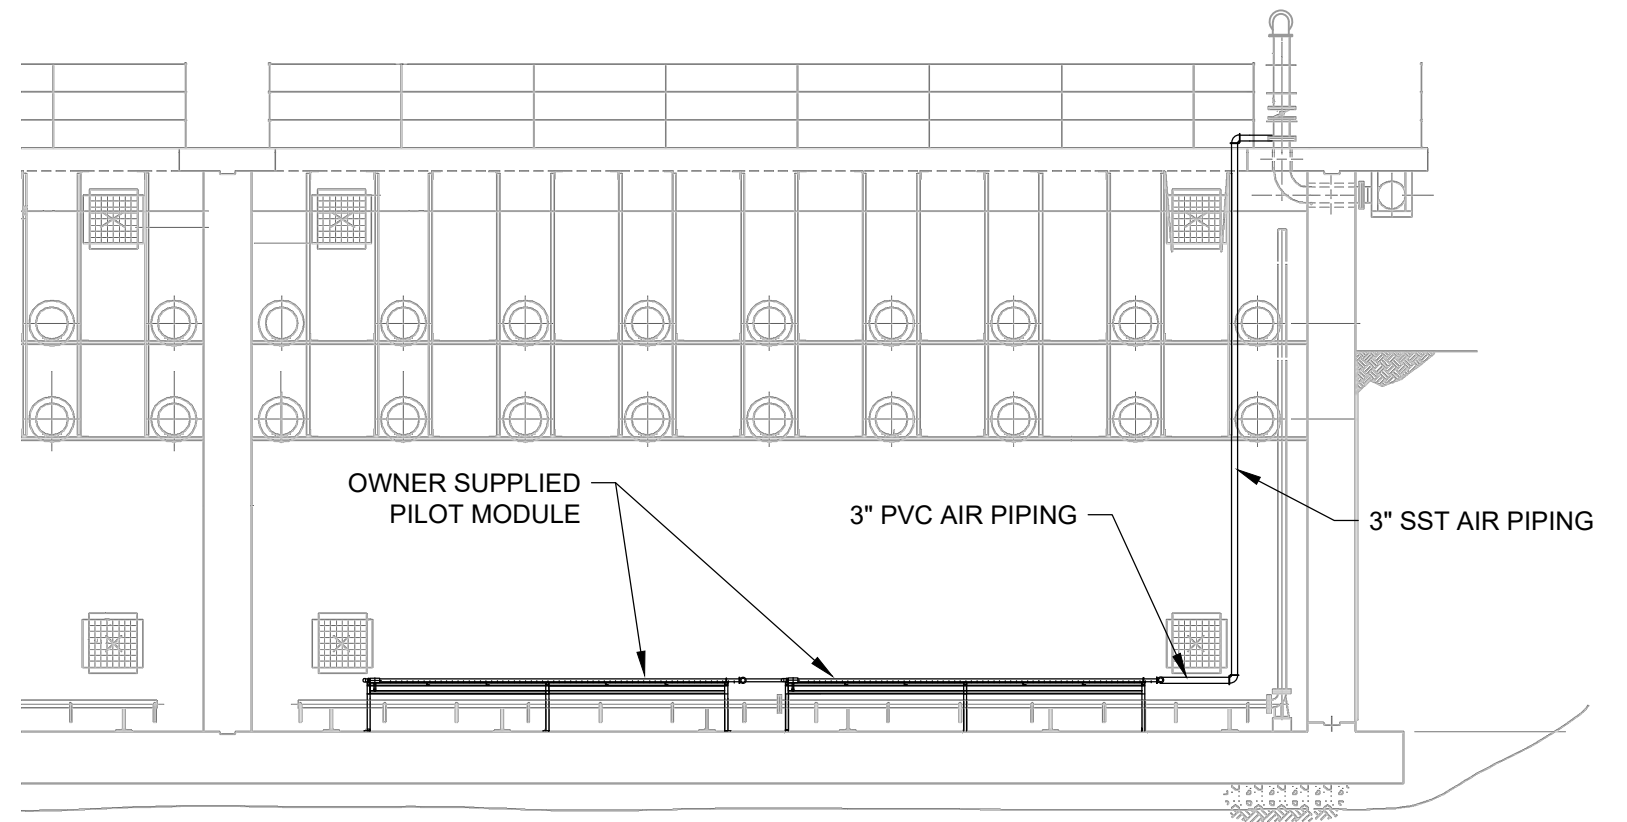 OWNER SUPPLIED
PILOT MODULE
3" PVC AIR PIPING
3" SST AIR PIPING